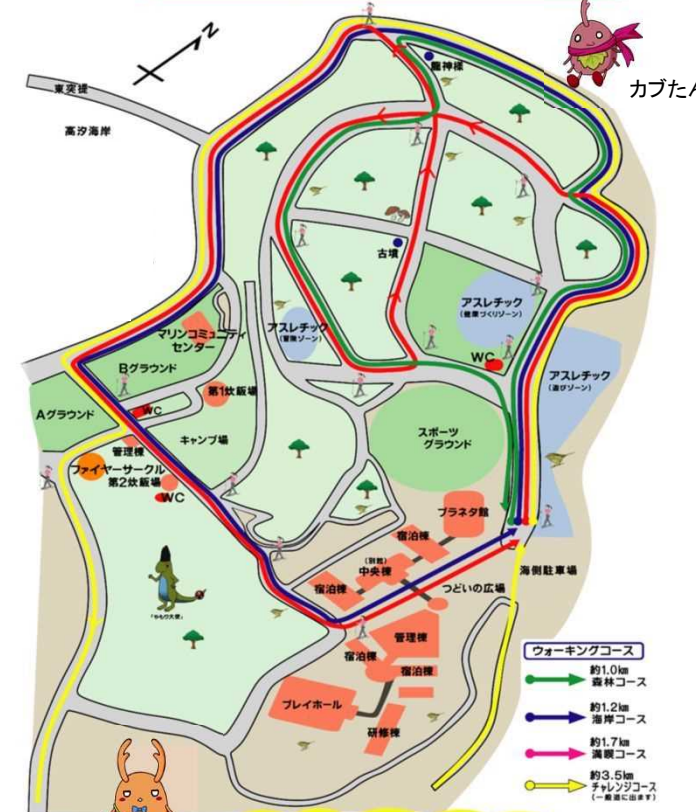 N
カブたん
東突堤
龍神様
高汐海岸
古墳
アスレチック
(健康づくりゾーン)
アスレチック
(冒険ゾーン)
マリンコミュニティ
センター
WC
アスレチック
(遊びゾーン)
Bグラウンド
第1炊飯場
Aグラウンド
WC
キャンプ場
スポーツ
グラウンド
管理棟
ファイヤーサークル
第2炊飯場
WC
プラネタ館
宿泊棟
(別館)
中央棟
宿泊棟
つどいの広場
海側駐車場
管理棟
宿泊棟
宿泊棟
プレイホール
研修棟
ウォーキングコース
約1.0km
森林コース
約1.2km
海岸コース
約1.7km
満喫コース
約3.5km
チャレンジコース
(一般道に出ます)